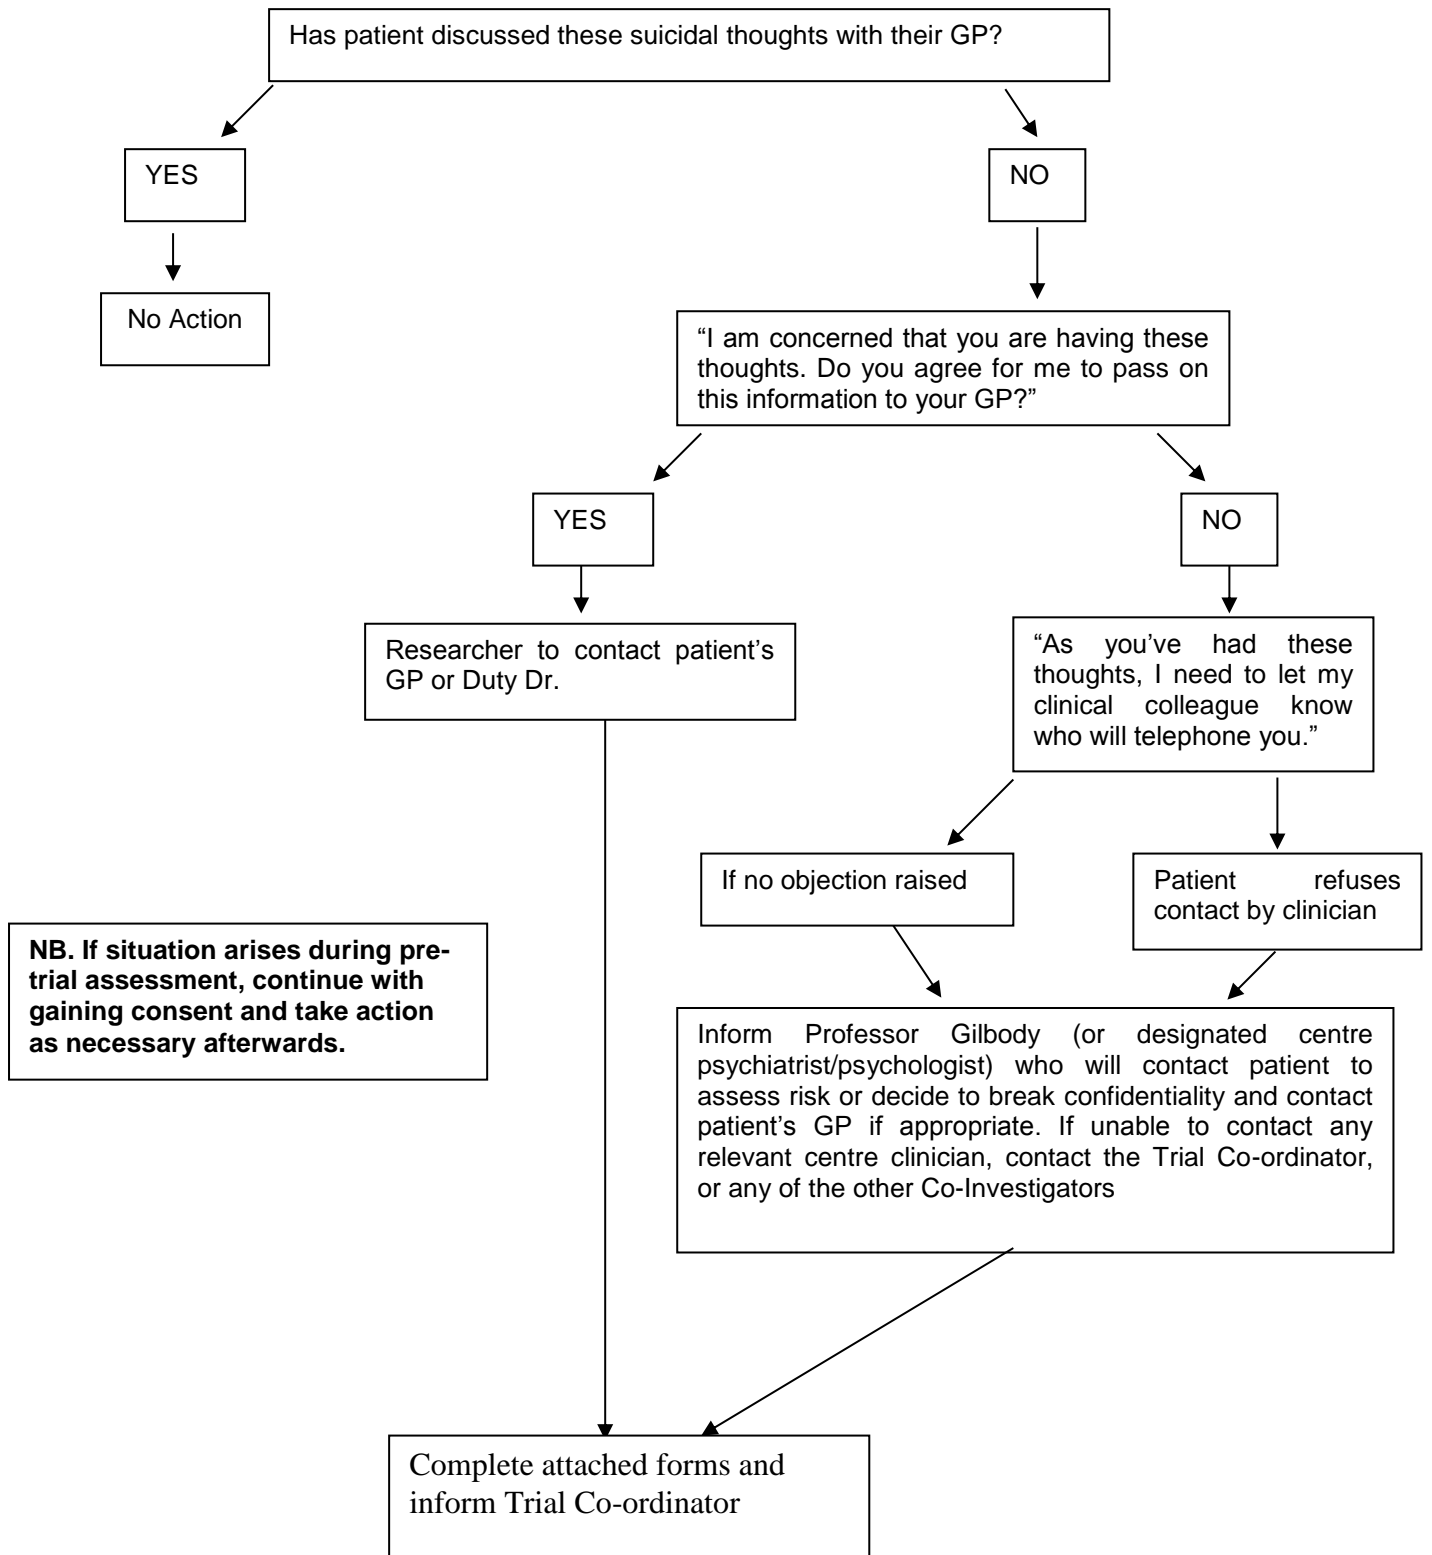 Has patient discussed these suicidal thoughts with their GP?
YES
NO
No Action
“I am concerned that you are having these
thoughts. Do you agree for me to pass on
this information to your GP?”
YES
NO
Researcher to contact patient’s
GP or Duty Dr.
“As you’ve had these
thoughts, I need to let my
clinical colleague know
who will telephone you.”
If no objection raised
Patient refuses
contact by clinician
NB. If situation arises during pre-
trial assessment, continue with
gaining consent and take action
as necessary afterwards.
Inform Professor Gilbody (or designated centre
psychiatrist/psychologist) who will contact patient to
assess risk or decide to break confidentiality and contact
patient’s GP if appropriate. If unable to contact any
relevant centre clinician, contact the Trial Co-ordinator,
or any of the other Co-Investigators
Complete attached forms and
inform Trial Co-ordinator